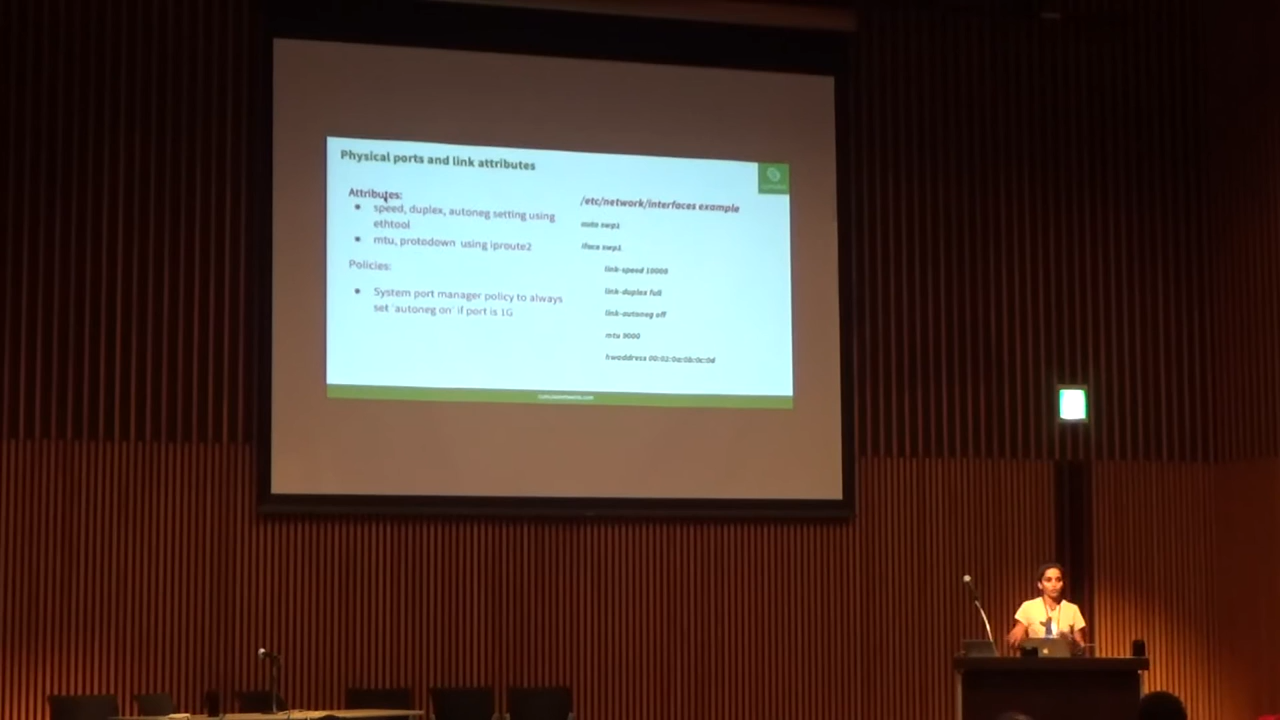 Physical ports and link attributes
Attributes:
speed, duplex, autoneg setting using
ethtool
mtu, protodown using iproute2
Policies:
System port manager policy to always
set 'autoneg on' if port is 1G
/etc/network/interfaces example
auto swp1
iface swp1
link-speed 10000
link-duplex full
link-autoneg off
mtu 9000
hwaddress 00:02:0a:0b:0c:0d